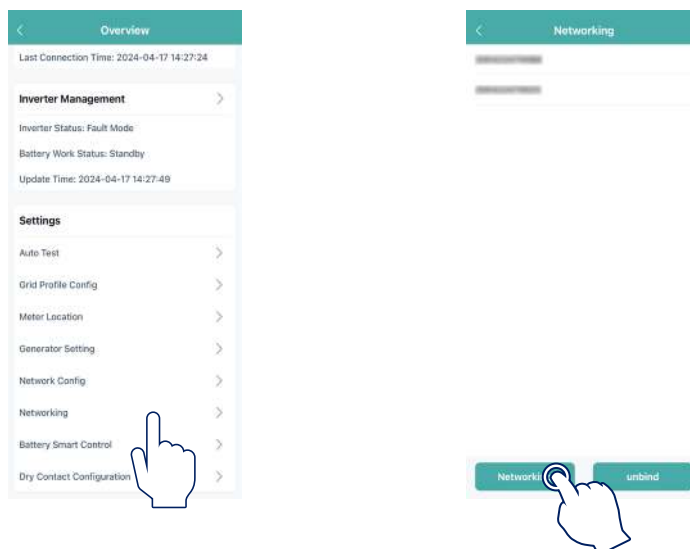 Overview
Last Connection Time: 2024-04-17 14:27:24
Inverter Management
Inverter Status: Fault Mode
Battery Work Status: Standby
Update Time: 2024-04-17 14:27:49
Settings
Auto Test
Grid Profile Config
Meter Location
Generator Setting
Network Config
Networking
Battery Smart Control
Dry Contact Configuration
Networking
unbind